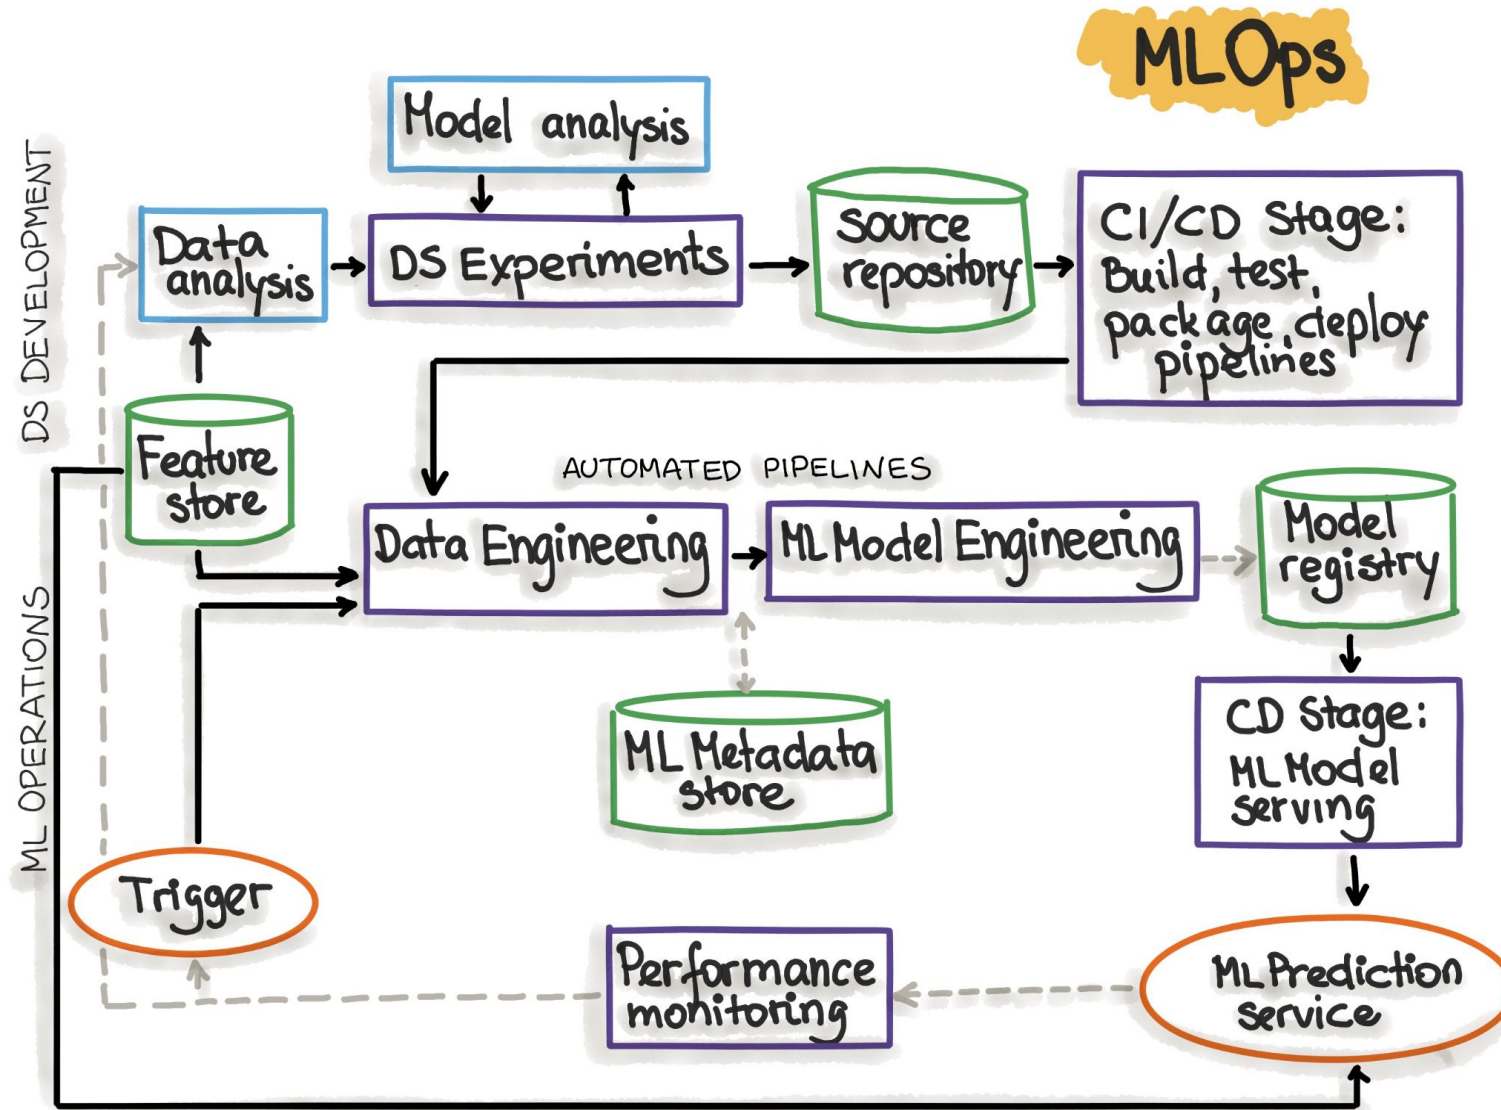 MLOps
Model analysis
DS DEVELOPMENT
Data
analysis
DS Experiments
source
repository
CI/CD Stage:
Build, test,
package, deploy
pipelines
Feature
store
AUTOMATED PIPELINES
Data Engineering
ML Model Engineering
Model
registry
ML OPERATIONS
ML Metadata
store
CD Stage:
ML Model
serving
Trigger
Performance
monitoring
ML Prediction
service